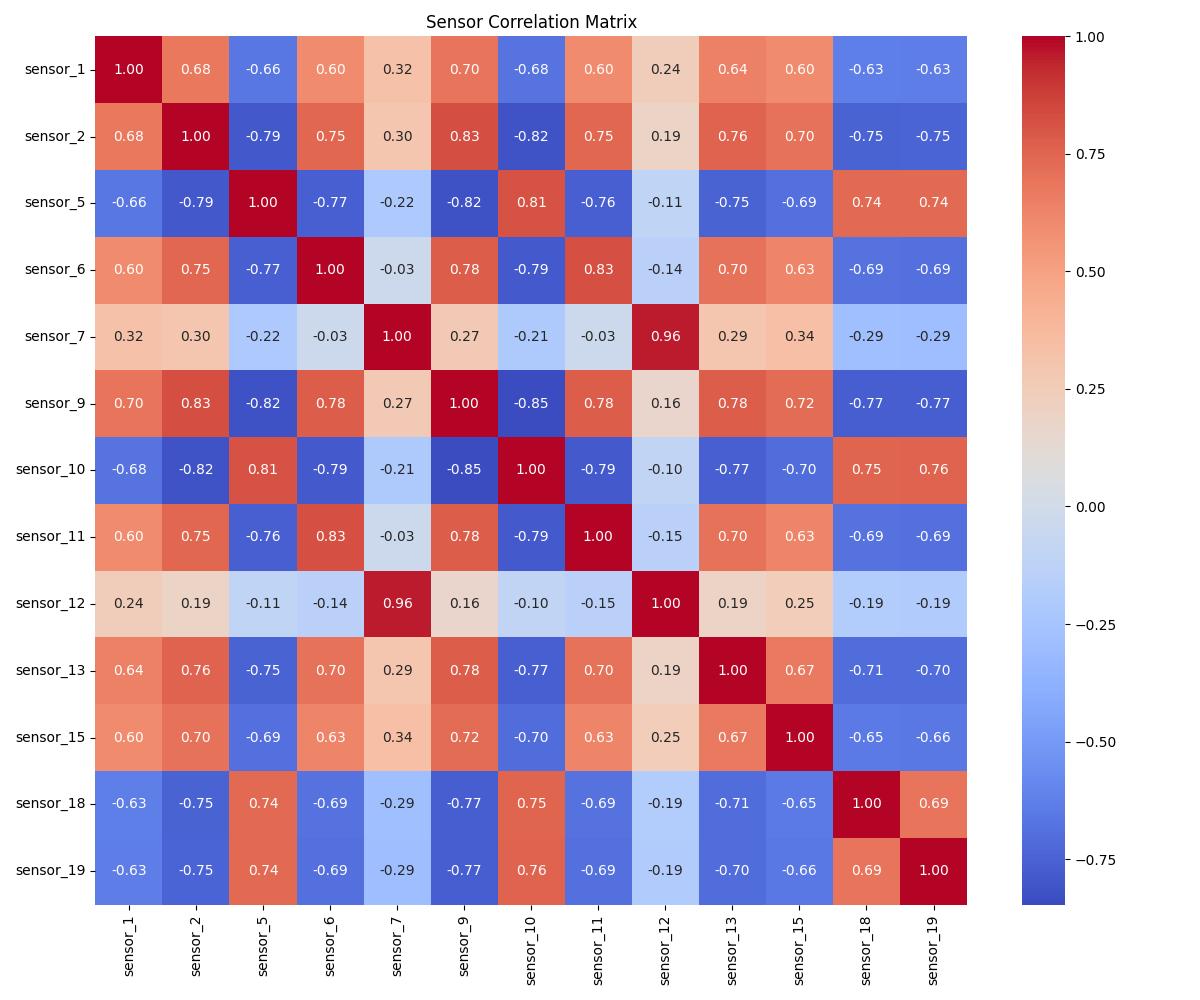 Sensor Correlation Matrix
sensor_1 1.00 0.68 -0.66 0.60 0.32 0.70 -0.68 0.60 0.24 0.64 0.60 -0.63 -0.63
sensor_2 0.68 1.00 -0.79 0.75 0.30 0.83 -0.82 0.75 0.19 0.76 0.70 -0.75 -0.75
sensor_5 -0.66 -0.79 1.00 -0.77 -0.22 -0.82 0.81 -0.76 -0.11 -0.75 -0.69 0.74 0.74
sensor_6 0.60 0.75 -0.77 1.00 -0.03 0.78 -0.79 0.83 -0.14 0.70 0.63 -0.69 -0.69
sensor_7 0.32 0.30 -0.22 -0.03 1.00 0.27 -0.21 -0.03 0.96 0.29 0.34 -0.29 -0.29
sensor_9 0.70 0.83 -0.82 0.78 0.27 1.00 -0.85 0.78 0.16 0.78 0.72 -0.77 -0.77
sensor_10 -0.68 -0.82 0.81 -0.79 -0.21 -0.85 1.00 -0.79 -0.10 -0.77 -0.70 0.75 0.76
sensor_11 0.60 0.75 -0.76 0.83 -0.03 0.78 -0.79 1.00 -0.15 0.70 0.63 -0.69 -0.69
sensor_12 0.24 0.19 -0.11 -0.14 0.96 0.16 -0.10 -0.15 1.00 0.19 0.25 -0.19 -0.19
sensor_13 0.64 0.76 -0.75 0.70 0.29 0.78 -0.77 0.70 0.19 1.00 0.67 -0.71 -0.70
sensor_15 0.60 0.70 -0.69 0.63 0.34 0.72 -0.70 0.63 0.25 0.67 1.00 -0.65 -0.66
sensor_18 -0.63 -0.75 0.74 -0.69 -0.29 -0.77 0.75 -0.69 -0.19 -0.71 -0.65 1.00 0.69
sensor_19 -0.63 -0.75 0.74 -0.69 -0.29 -0.77 0.76 -0.69 -0.19 -0.70 -0.66 0.69 1.00
sensor_1 sensor_2 sensor_5 sensor_6 sensor_7 sensor_9 sensor_10 sensor_11 sensor_12 sensor_13 sensor_15 sensor_18 sensor_19
1.00
0.75
0.50
0.25
0.00
−0.25
−0.50
−0.75